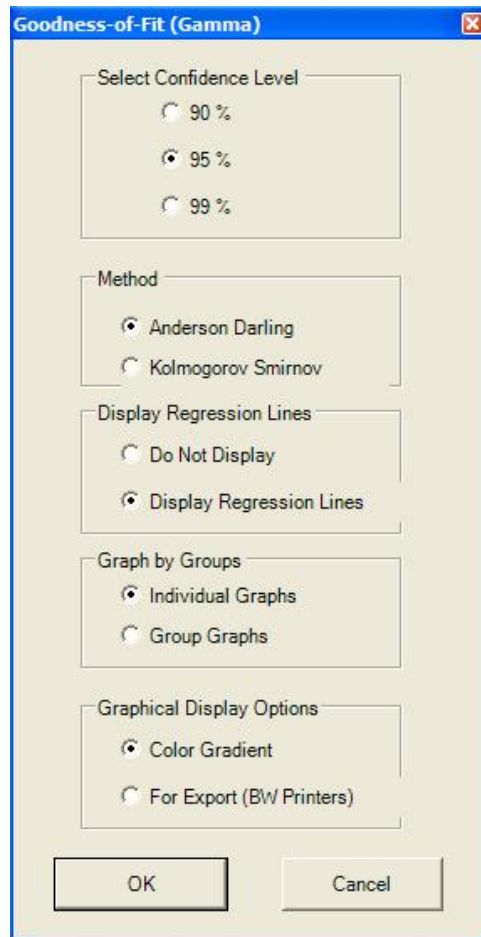 Goodness-of-Fit (Gamma)
Select Confidence Level
90 %
95 %
99 %
Method
Anderson Darling
Kolmogorov Smirnov
Display Regression Lines
Do Not Display
Display Regression Lines
Graph by Groups
Individual Graphs
Group Graphs
Graphical Display Options
Color Gradient
For Export (BW Printers)
OK
Cancel